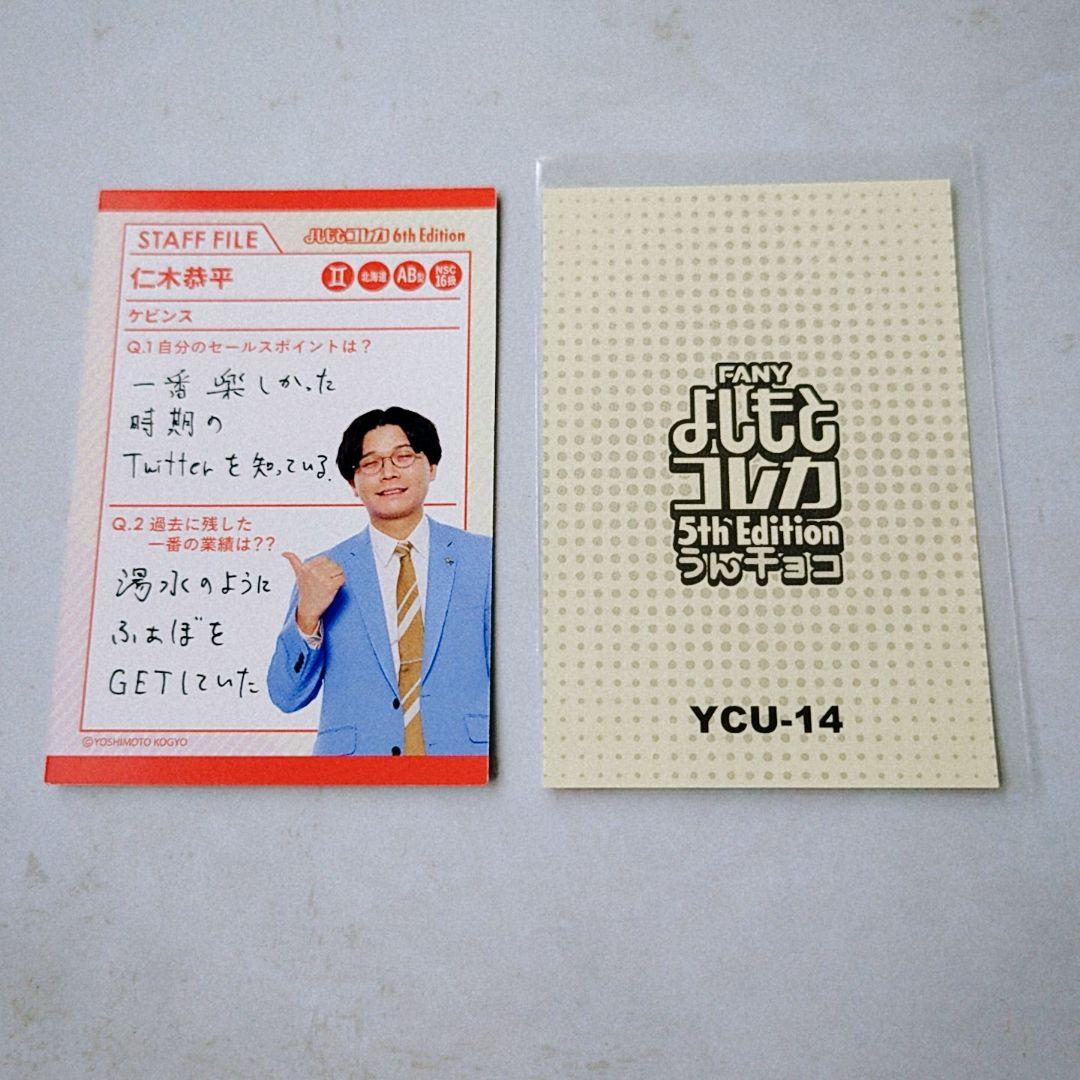 STAFF FILE
よしもとコレカ 6th Edition
仁木恭平
II 北海道 AB型 NSC 16期
ケビンス
Q.1 自分のセールスポイントは？
一番楽しかった
時期の
Twitterを知っている。
Q.2 過去に残した
一番の業績は??
湯水のように
ふぁぼを
GETしていた
©YOSHIMOTO KOGYO
FANY
よしもと
コレカ
5th Edition
うんチョコ
YCU-14